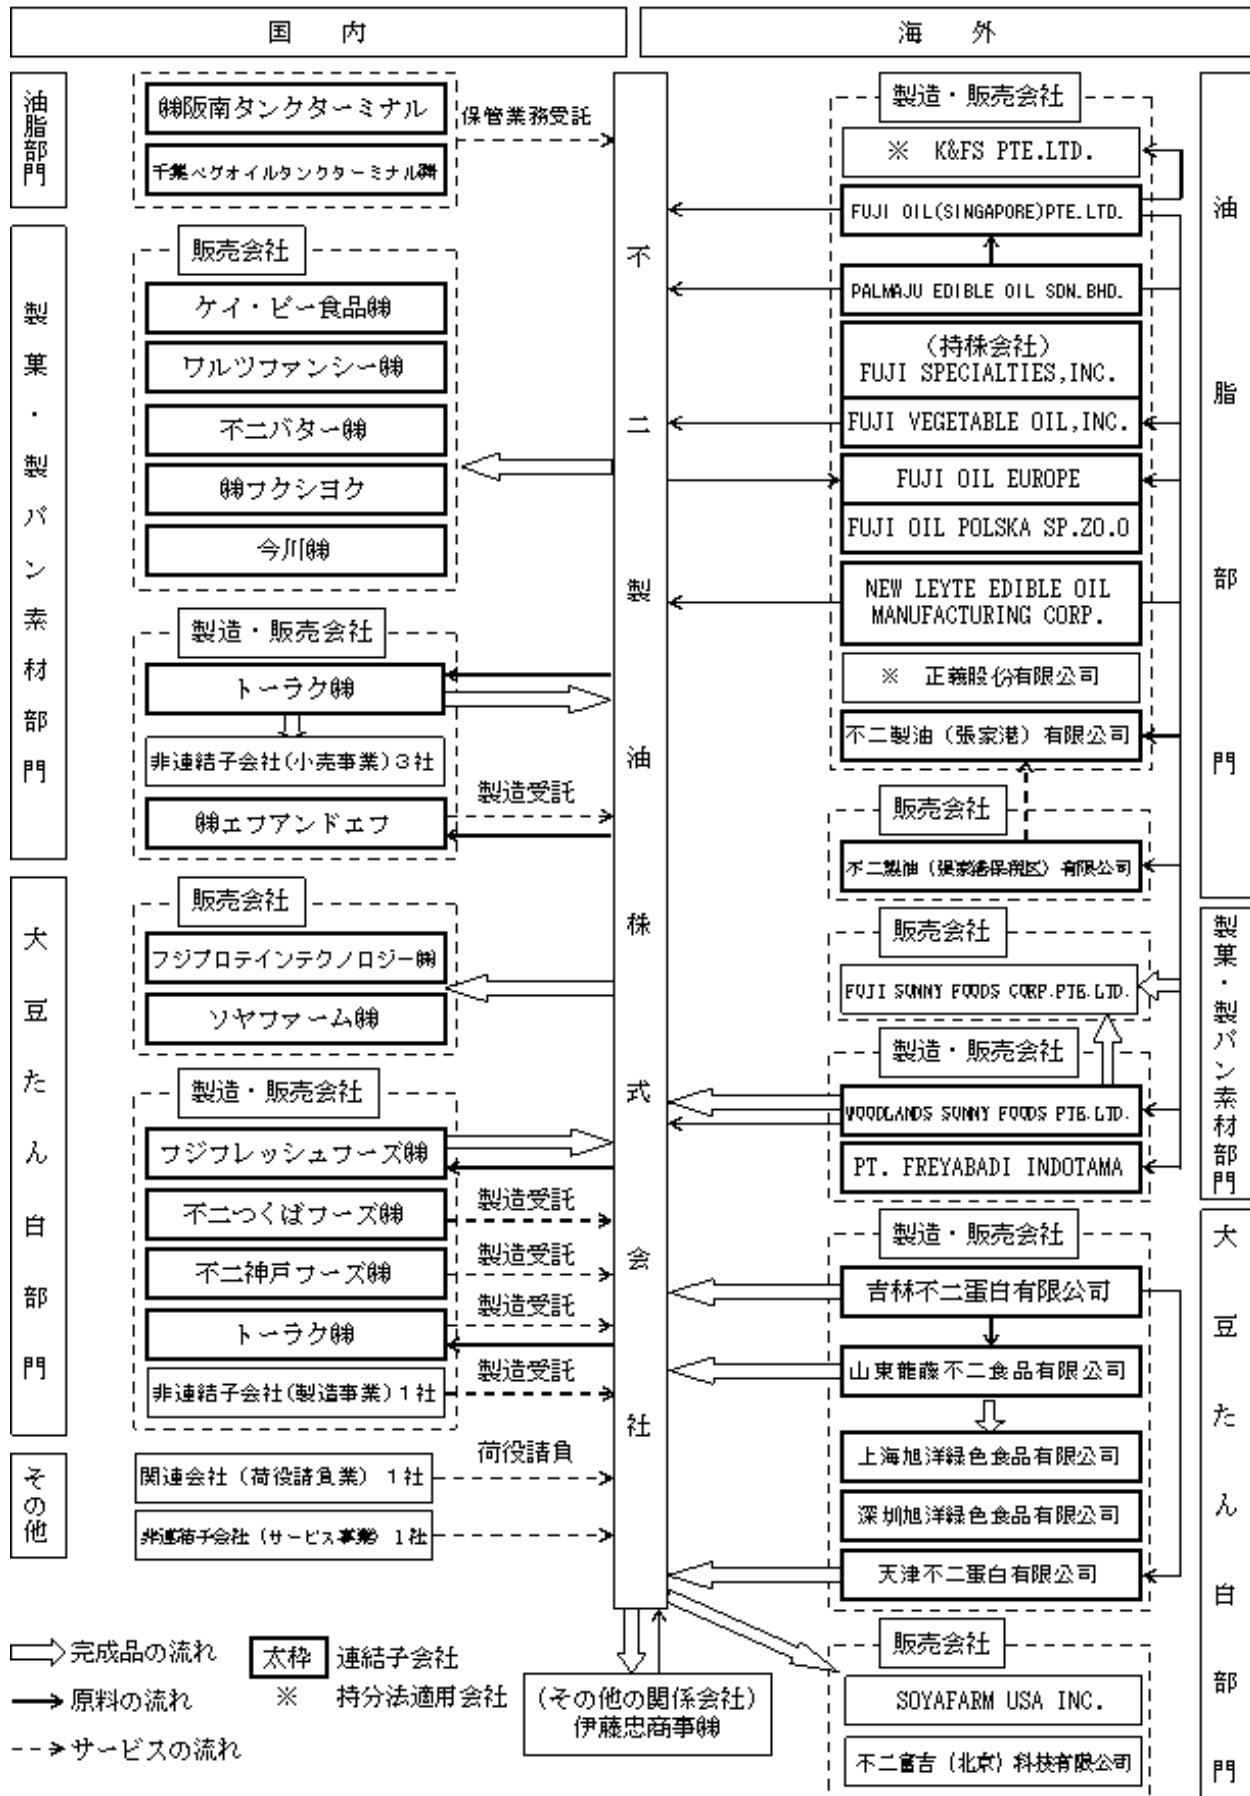 国 内
海 外
油脂部門
㈱阪南タンクターミナル
千葉ベグオイルタンクターミナル㈱
保管業務受託
製菓・製パン素材部門
販売会社
ケイ・ピー食品㈱
ワルツファンシー㈱
不二バター㈱
㈱フクシヨク
今川㈱
製造・販売会社
トーラク㈱
非連結子会社(小売事業)3社
㈱エフアンドエフ
製造受託
大豆たん白部門
販売会社
フジプロテインテクノロジー㈱
ソヤファーム㈱
製造・販売会社
フジフレッシュフーズ㈱
不二つくばフーズ㈱
製造受託
不二神戸フーズ㈱
製造受託
トーラク㈱
製造受託
非連結子会社(製造事業)1社
製造受託
その他
関連会社(荷役請負業) 1社
荷役請負
非連結子会社(サービス事業) 1社
不二製油株式会社
油脂部門
製造・販売会社
※ K&FS PTE.LTD.
FUJI OIL(SINGAPORE)PTE.LTD.
PALMAJU EDIBLE OIL SDN.BHD.
(持株会社)
FUJI SPECIALTIES,INC.
FUJI VEGETABLE OIL,INC.
FUJI OIL EUROPE
FUJI OIL POLSKA SP.ZO.O
NEW LEYTE EDIBLE OIL
MANUFACTURING CORP.
※ 正義股份有限公司
不二製油(張家港)有限公司
販売会社
不二製油(張家港保税区)有限公司
製菓・製パン素材部門
販売会社
FUJI SUNNY FOODS CORP.PTE.LTD.
製造・販売会社
WOODLANDS SUNNY FOODS PTE.LTD.
PT. FREYABADI INDOTAMA
大豆たん白部門
製造・販売会社
吉林不二蛋白有限公司
山東龍藤不二食品有限公司
上海旭洋緑色食品有限公司
深圳旭洋緑色食品有限公司
天津不二蛋白有限公司
販売会社
SOYAFARM USA INC.
不二富吉(北京)科技有限公司
(その他の関係会社)
伊藤忠商事㈱
完成品の流れ
原料の流れ
サービスの流れ
太枠 連結子会社
※ 持分法適用会社